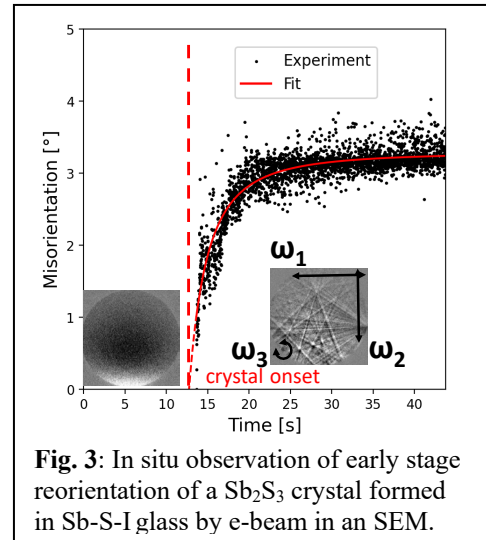 5
4
3
2
1
0
Misorientation [°]
Experiment
Fit
ω₁
ω₂
ω₃
crystal onset
0 5 10 15 20 25 30 35 40
Time [s]
Fig. 3: In situ observation of early stage
reorientation of a Sb₂S₃ crystal formed
in Sb-S-I glass by e-beam in an SEM.